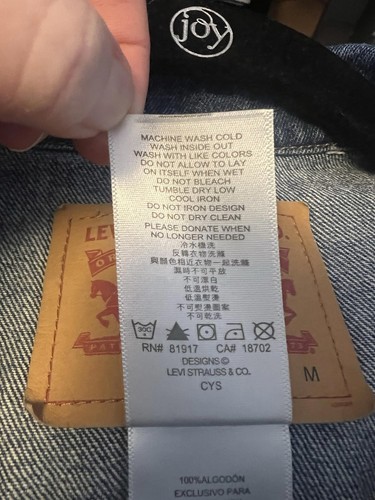 joy
MACHINE WASH COLD
WASH INSIDE OUT
WASH WITH LIKE COLORS
DO NOT ALLOW TO LAY
ON ITSELF WHEN WET
DO NOT BLEACH
TUMBLE DRY LOW
COOL IRON
DO NOT IRON DESIGN
DO NOT DRY CLEAN
PLEASE DONATE WHEN
NO LONGER NEEDED
冷水機洗
反轉衣物洗滌
與顏色相近衣物一起洗滌
濕時不可平放
不可漂白
低溫烘乾
低溫熨燙
不可熨燙圖案
不可乾洗
RN# 81917 CA# 18702
DESIGNS ©
LEVI STRAUSS & CO.
CYS
M
100%ALGODÓN
EXCLUSIVO PARA